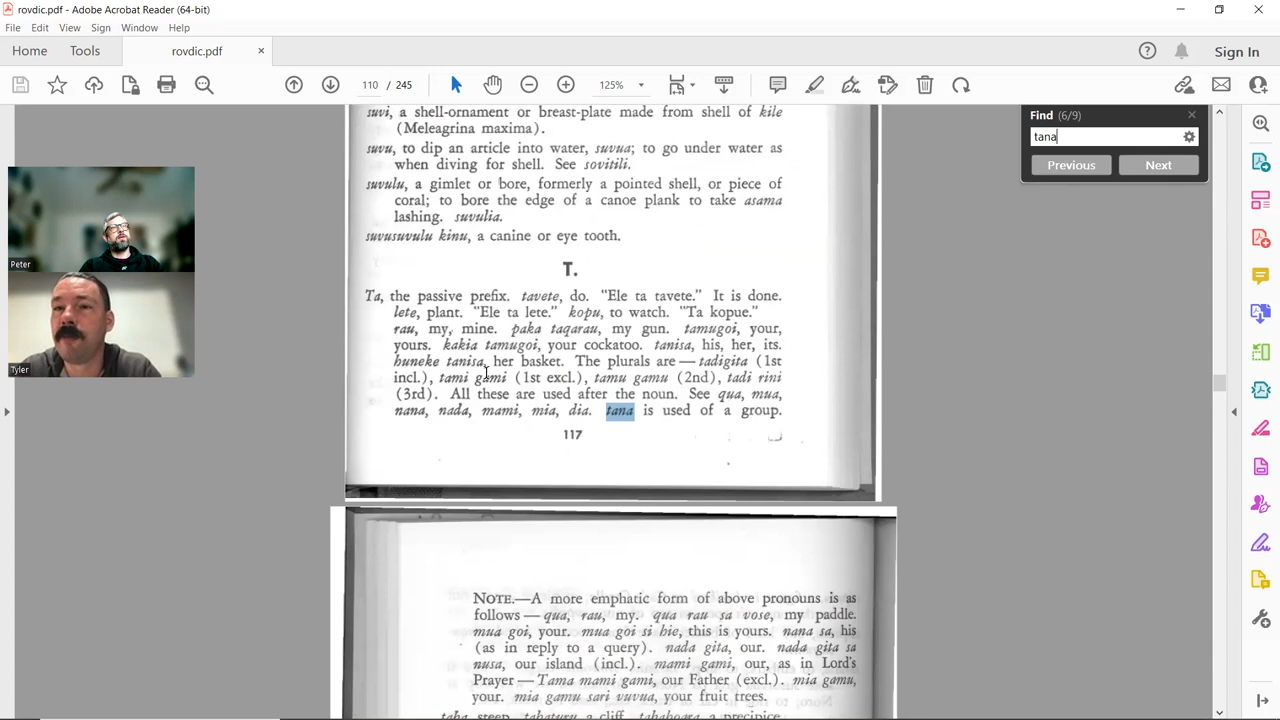 rovdic.pdf - Adobe Acrobat Reader (64-bit)
File Edit View Sign Window Help
Home Tools rovdic.pdf × Sign In
110 / 245 125%
Find (6/9)
tana
Previous Next
Peter
Tyler
suvi, a shell-ornament or breast-plate made from shell of kile
(Meleagrina maxima).
suvu, to dip an article into water, suvua; to go under water as
when diving for shell. See sovitili.
suvulu, a gimlet or bore, formerly a pointed shell, or piece of
coral; to bore the edge of a canoe plank to take asama
lashing. suvulia.
suvusuvulu kinu, a canine or eye tooth.
T.
Ta, the passive prefix. tavete, do. "Ele ta tavete." It is done.
lete, plant. "Ele ta lete." kopu, to watch. "Ta kopue."
rau, my, mine. paka taqarau, my gun. tamugoi, your,
yours. kakia tamugoi, your cockatoo. tanisa, his, her, its.
huneke tanisa, her basket. The plurals are — tadigita (1st
incl.), tami gami (1st excl.), tamu gamu (2nd), tadi rini
(3rd). All these are used after the noun. See qua, mua,
nana, nada, mami, mia, dia. tana is used of a group.
117
NOTE.—A more emphatic form of above pronouns is as
follows — qua, rau, my. qua rau sa vose, my paddle.
mua goi, your. mua goi si hie, this is yours. nana sa, his
(as in reply to a query). nada gita, our. nada gita sa
nusa, our island (incl.). mami gami, our, as in Lord's
Prayer — Tama mami gami, our Father (excl.). mia gamu,
your. mia gamu sari vuvua, your fruit trees.
taha, steep. tahaturu, a cliff. tahahoara, a precipice.